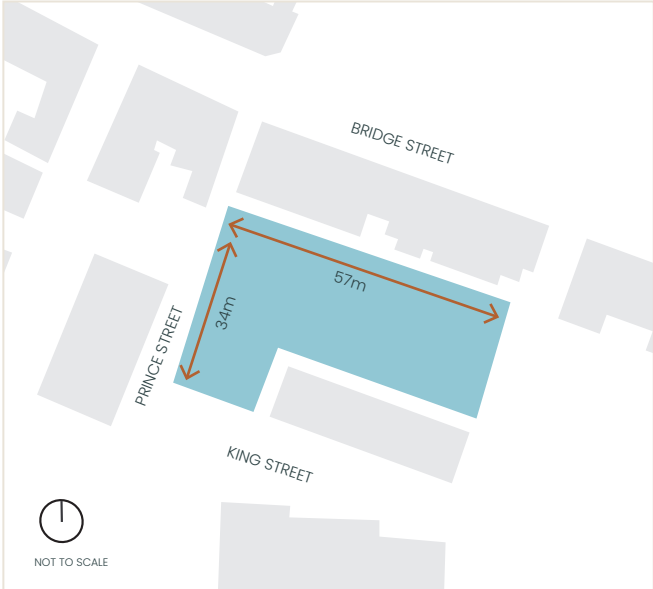 BRIDGE STREET
57m
34m
PRINCE STREET
KING STREET
NOT TO SCALE